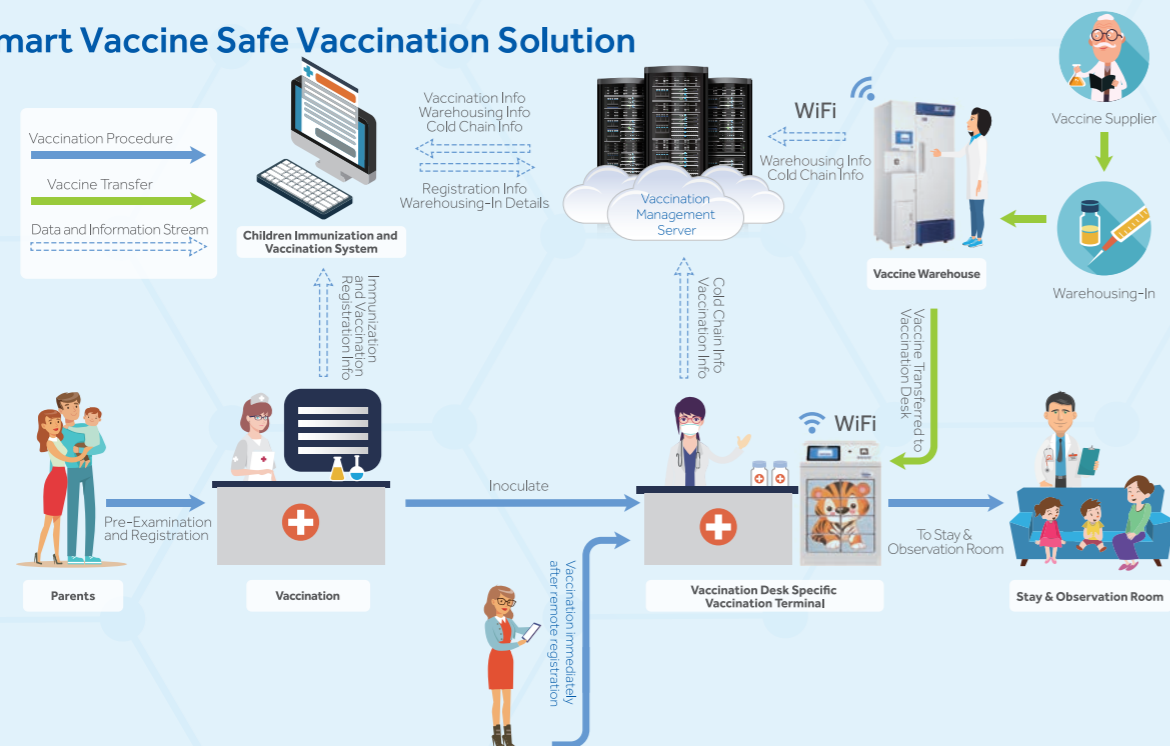 mart Vaccine Safe Vaccination Solution
Vaccination Procedure
Vaccine Transfer
Data and Information Stream
Children Immunization and
Vaccination System
Vaccination Info
Warehousing Info
Cold Chain Info
Registration Info
Warehousing-In Details
Vaccination
Management
Server
WiFi
Warehousing Info
Cold Chain Info
Vaccine Warehouse
Vaccine Supplier
Warehousing-In
Immunization
and Vaccination
Registration Info
Cold Chain Info
Vaccination Info
Vaccine Transferred to
Vaccination Desk
WiFi
Parents
Pre-Examination
and Registration
Vaccination
Inoculate
Vaccination immediately
after remote registration
Vaccination Desk Specific
Vaccination Terminal
To Stay &
Observation Room
Stay & Observation Room